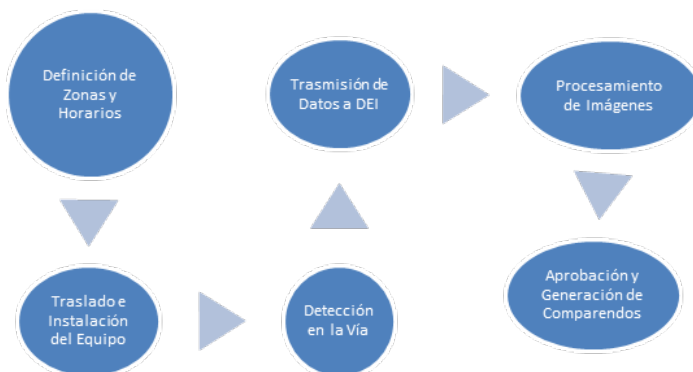 Definición de
Zonas y
Horarios
Traslado e
Instalación
del Equipo
Detección
en la Vía
Trasmisión de
Datos a DEI
Procesamiento
de Imágenes
Aprobación y
Generación de
Comparendos